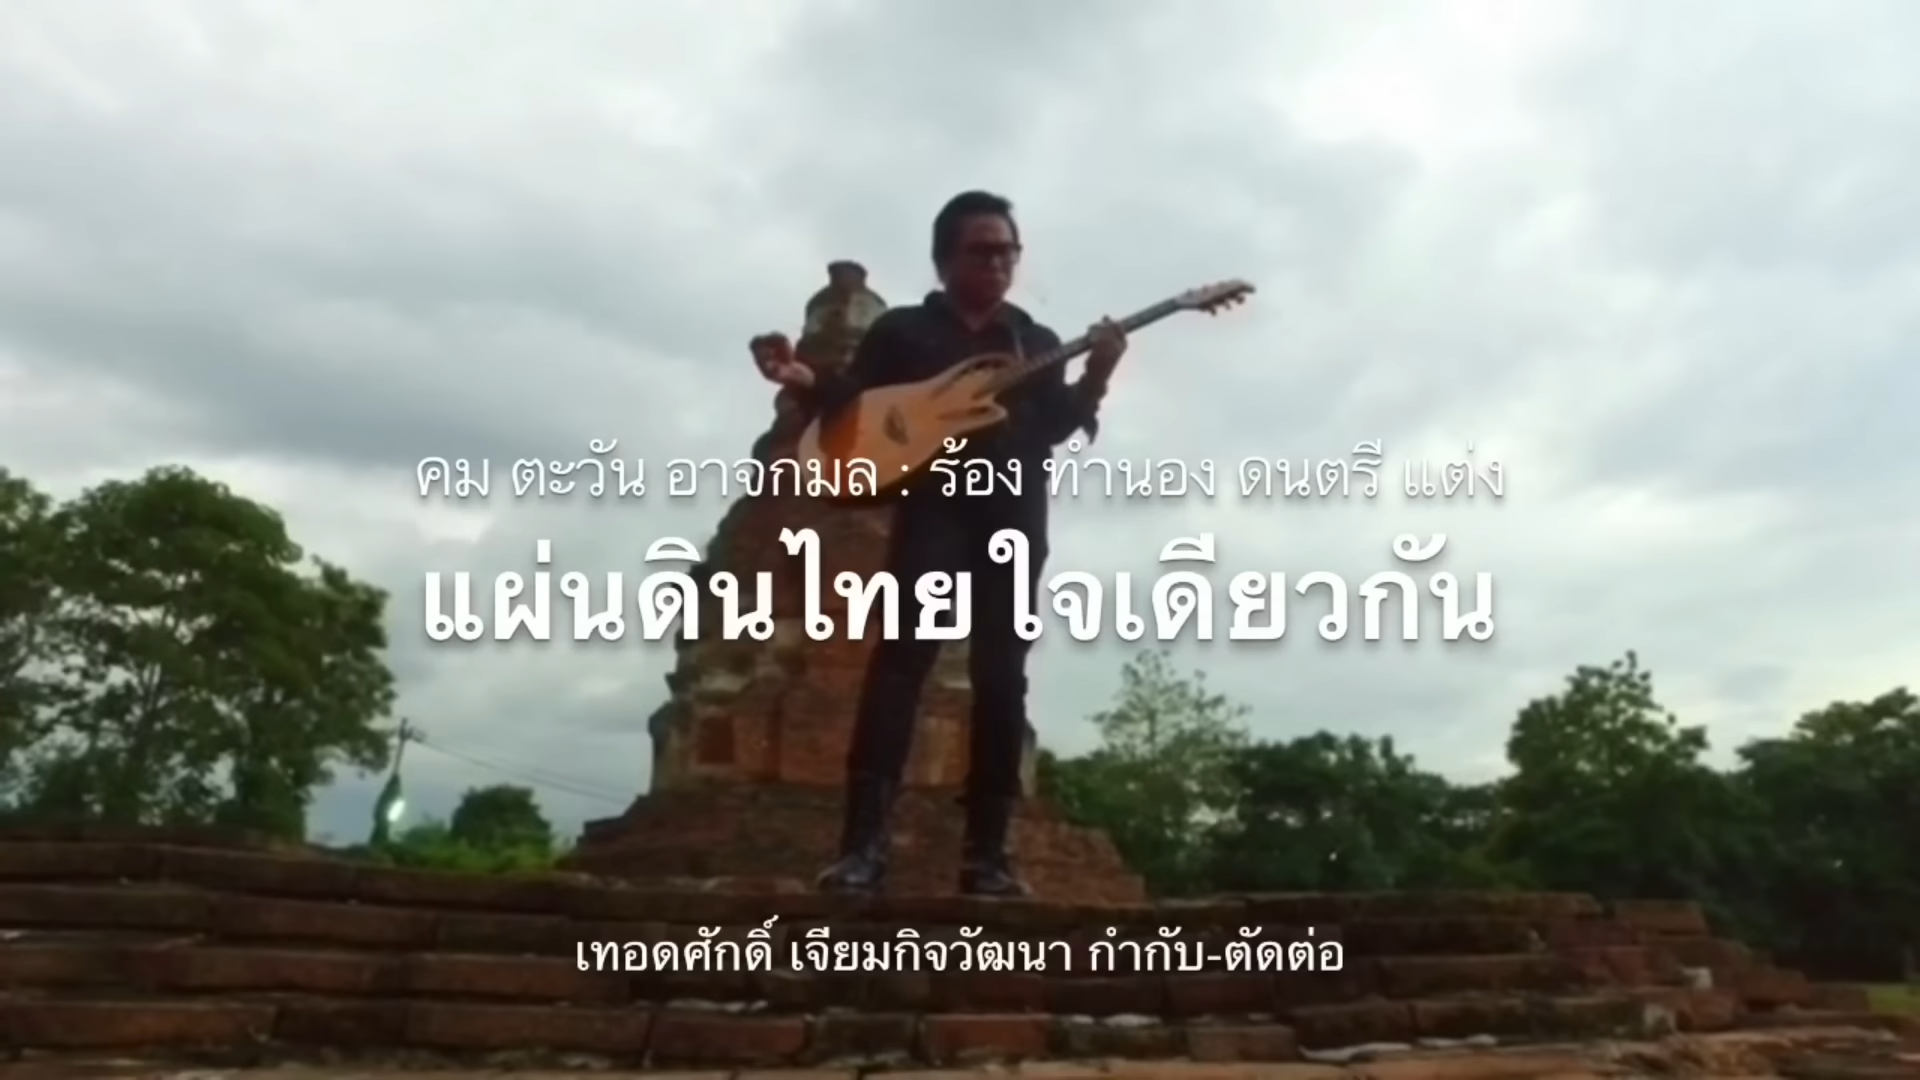 คม ตะวัน อาจกมล : ร้อง ทำนอง ดนตรี แต่ง
แผ่นดินไทย ใจเดียวกัน
เทอดศักดิ์ เจียมกิจวัฒนา กำกับ-ตัดต่อ